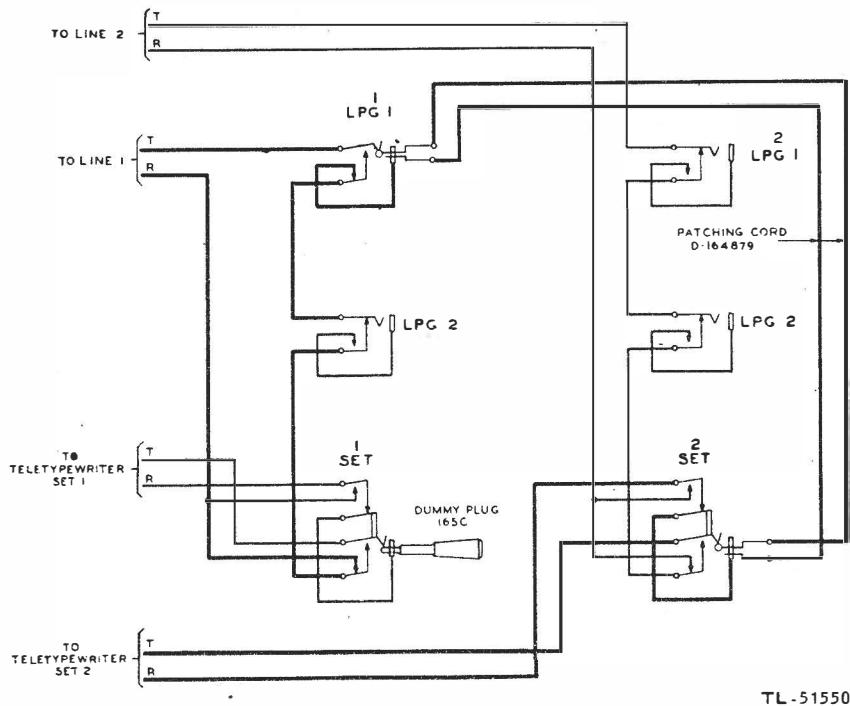 TO LINE 2
T
R
1
LPG 1
TO LINE 1
T
R
2
LPG 1
PATCHING CORD
D-164879
LPG 2
LPG 2
TO
TELETYPEWRITER
SET 1
T
R
1
SET
DUMMY PLUG
165C
2
SET
TO
TELETYPEWRITER
SET 2
T
R
TL-51550